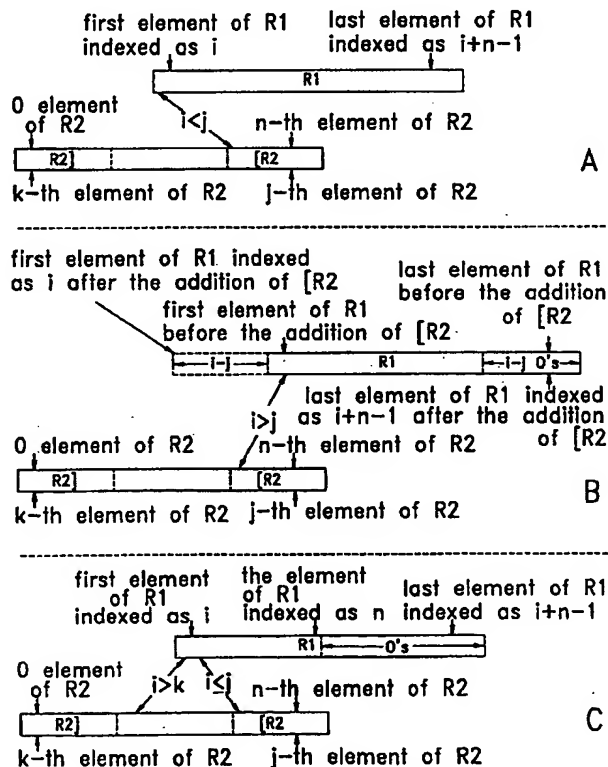 first element of R1
indexed as i
last element of R1
indexed as i+n-1
R1
0 element
of R2
i<j
n-th element of R2
R2]
[R2
A
k-th element of R2
j-th element of R2
first element of R1 indexed
as i after the addition of [R2
last element of R1
before the addition
of [R2
first element of R1
before the addition of [R2
i-j
R1
i-j 0's
last element of R1 indexed
as i+n-1 after the addition
of [R2
i>j
0 element of R2
n-th element of R2
R2]
[R2
B
k-th element of R2
j-th element of R2
first element
of R1
indexed as i
the element
of R1
indexed as n
last element of R1
indexed as i+n-1
R1
0's
0 element
of R2
i>k
i≤j
n-th element of R2
R2]
[R2
C
k-th element of R2
j-th element of R2